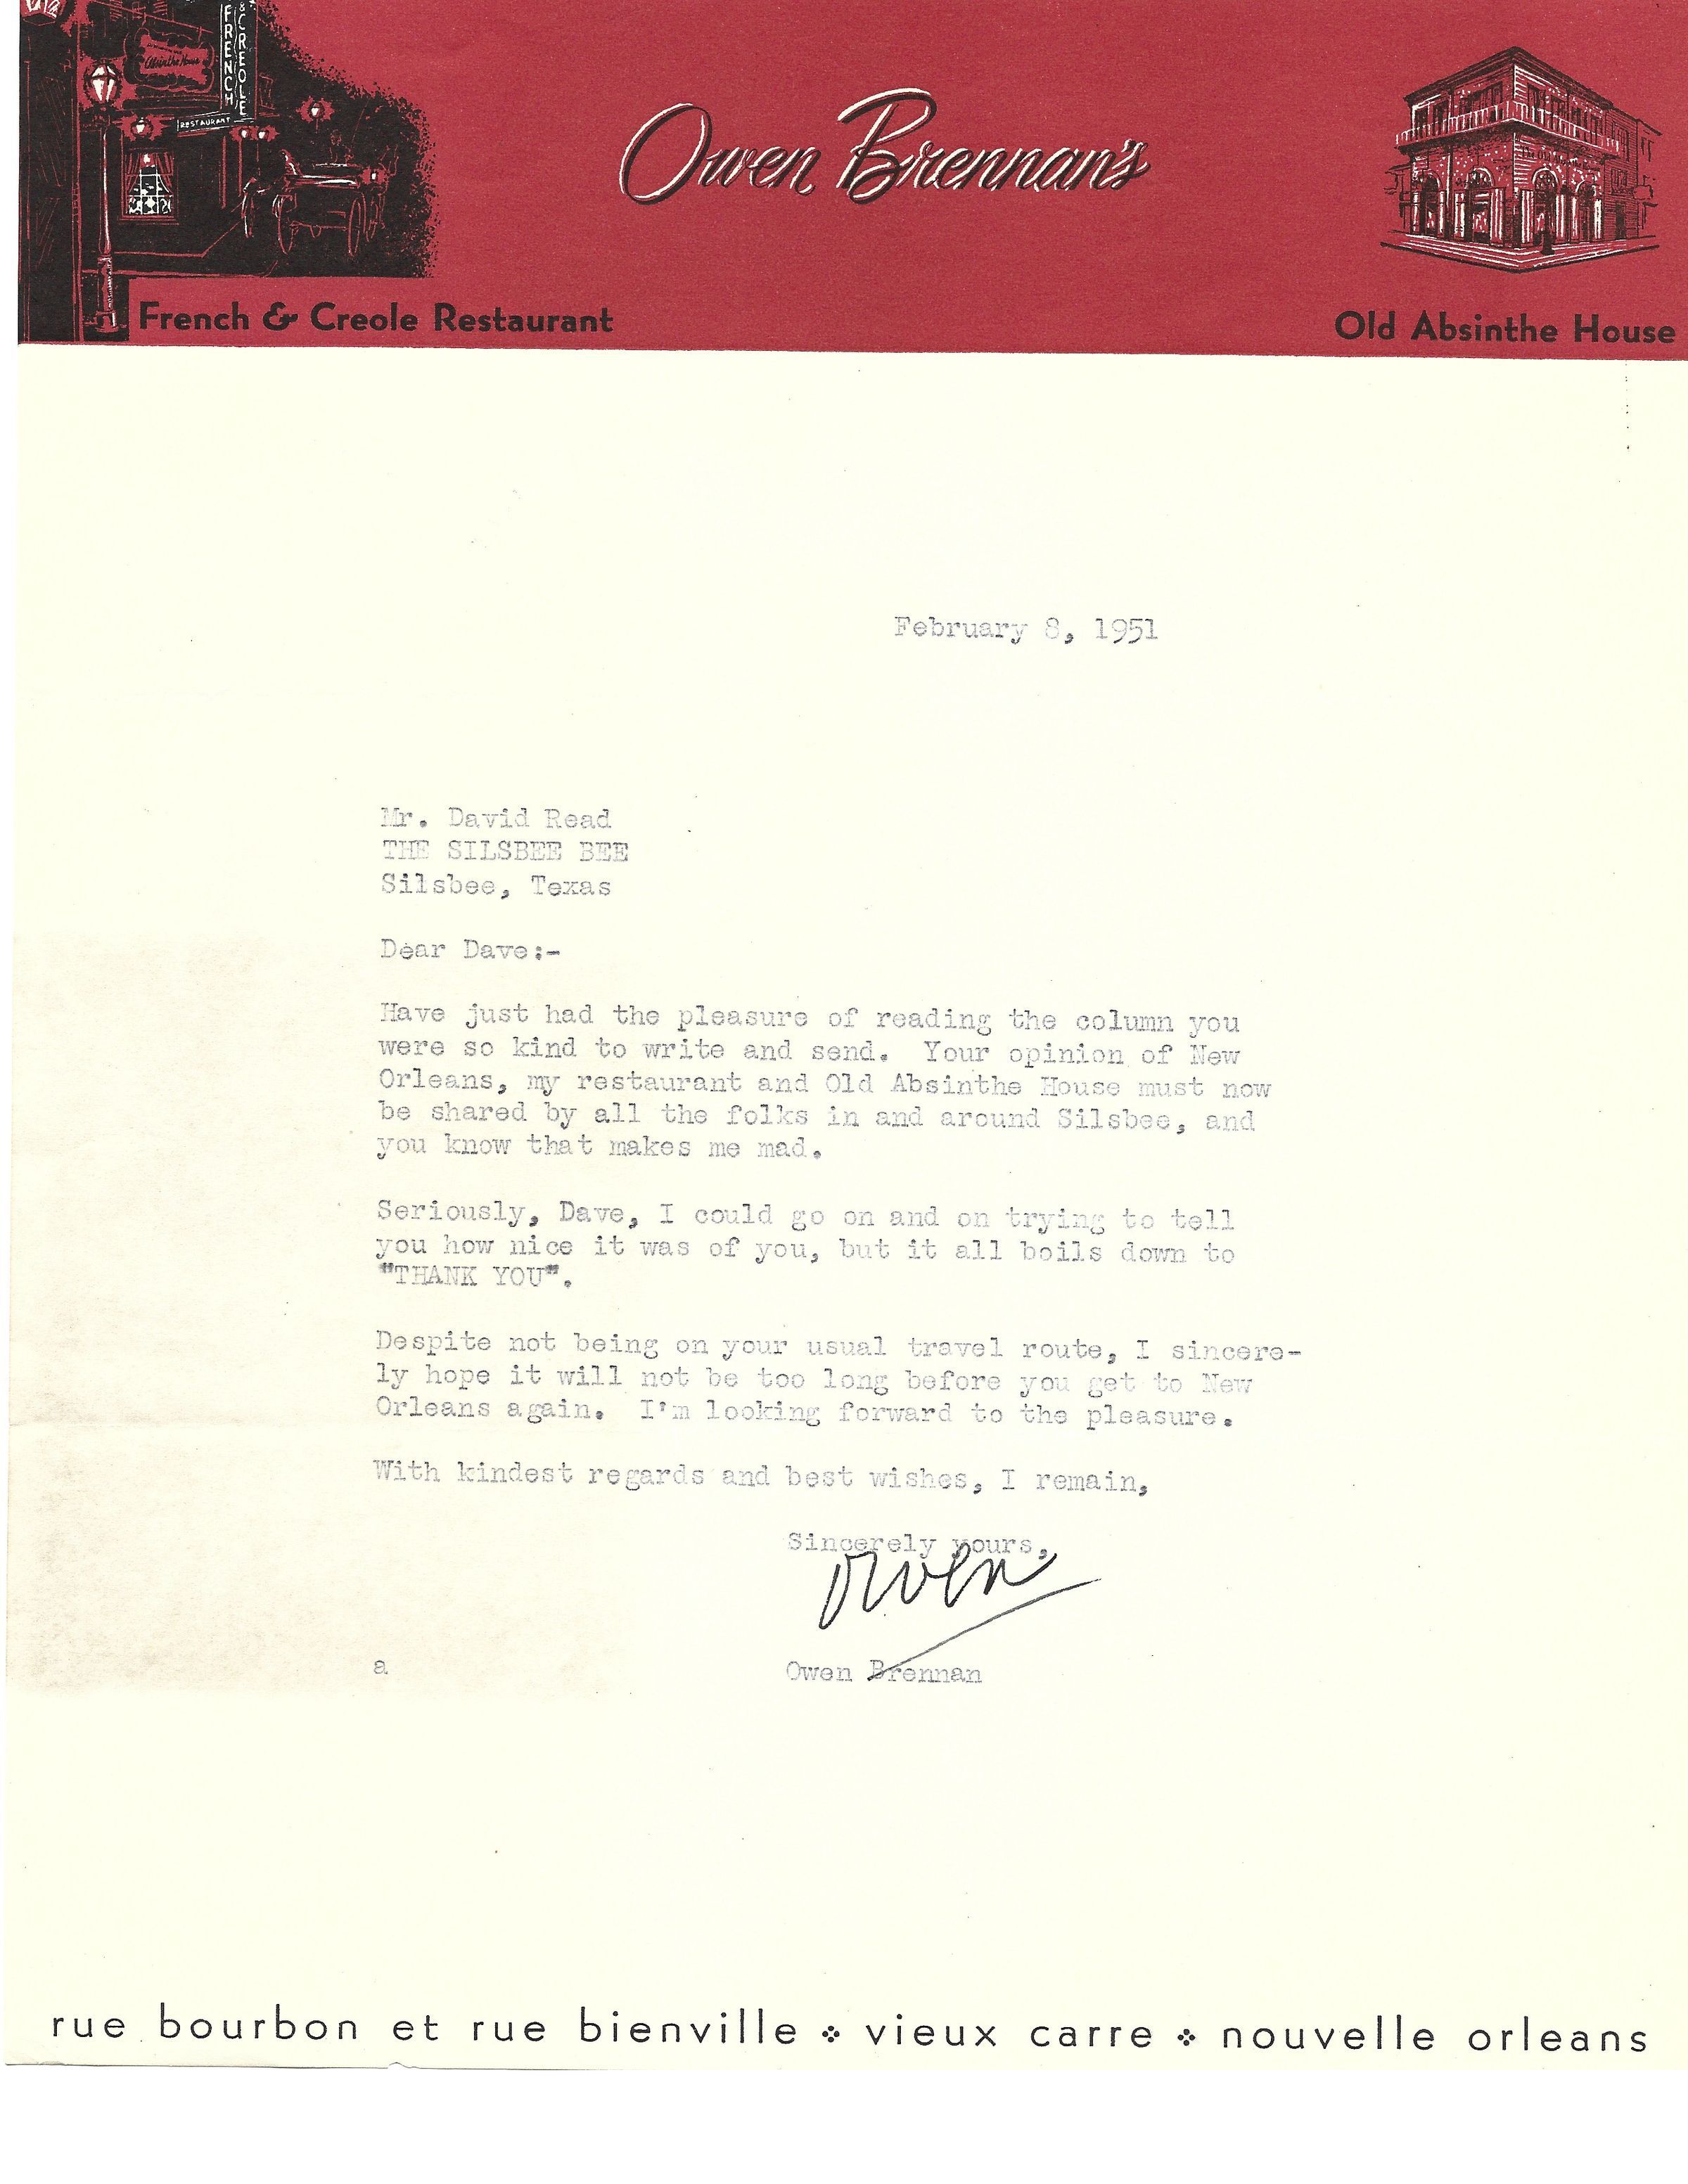 Absinthe House
FRENCH
& CREOLE
RESTAURANT
Owen Brennan's
French & Creole Restaurant
Old Absinthe House
February 8, 1951
Mr. David Read
THE SILSBEE BEE
Silsbee, Texas
Dear Dave:-
Have just had the pleasure of reading the column you
were so kind to write and send. Your opinion of New
Orleans, my restaurant and Old Absinthe House must now
be shared by all the folks in and around Silsbee, and
you know that makes me mad.
Seriously, Dave, I could go on and on trying to tell
you how nice it was of you, but it all boils down to
"THANK YOU".
Despite not being on your usual travel route, I sincere-
ly hope it will not be too long before you get to New
Orleans again. I'm looking forward to the pleasure.
With kindest regards and best wishes, I remain,
Sincerely yours,
Owen
a
Owen Brennan
rue bourbon et rue bienville ❖ vieux carre ❖ nouvelle orleans